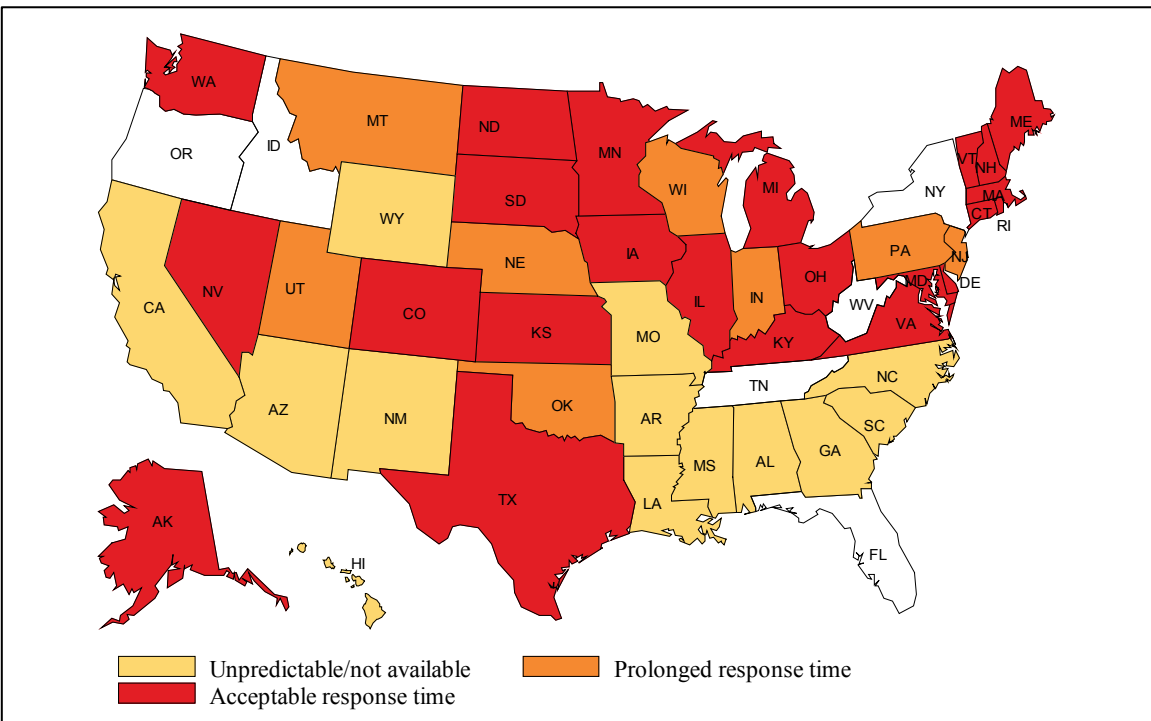 WA
ME
MT
ND
MN
VT
NH
ID
OR
WI
MI
NY
MA
SD
CT
RI
WY
IA
PA
NJ
NE
OH
MD
DE
NV
UT
IL
IN
WV
CA
CO
VA
KS
MO
KY
TN
NC
AZ
NM
OK
AR
SC
GA
MS
AL
TX
LA
AK
FL
HI
Unpredictable/not available
Prolonged response time
Acceptable response time